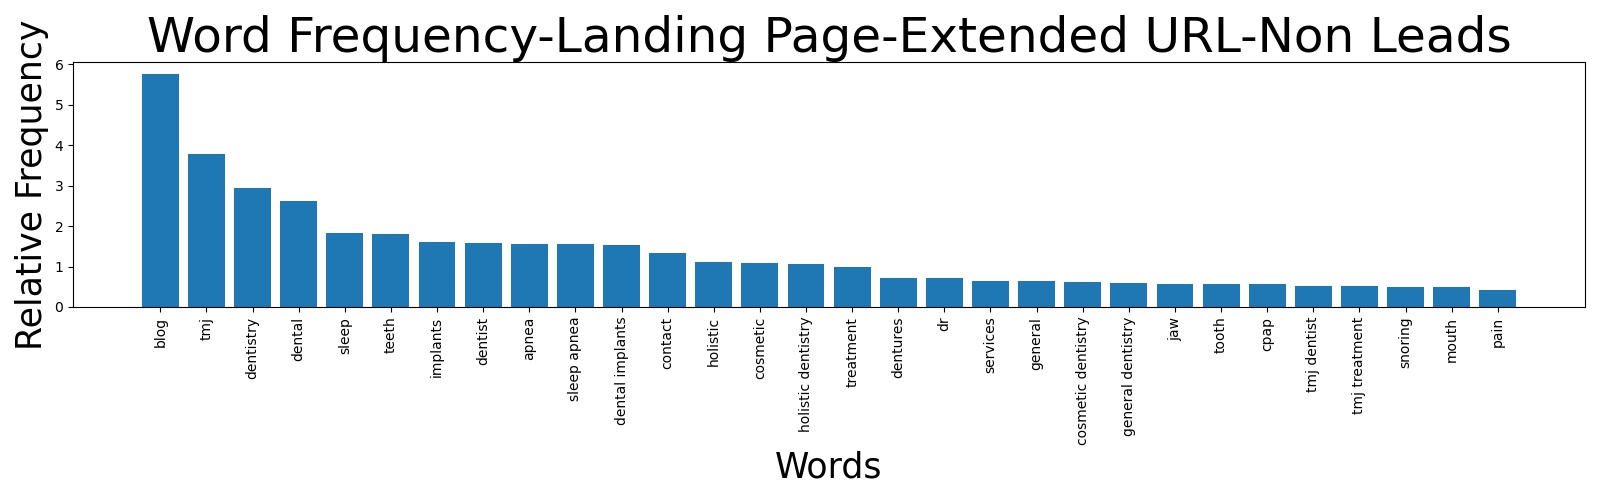 Word Frequency-Landing Page-Extended URL-Non Leads
Relative Frequency
6
5
4
3
2
1
0
blog
tmj
dentistry
dental
sleep
teeth
implants
dentist
apnea
sleep apnea
dental implants
contact
holistic
cosmetic
holistic dentistry
treatment
dentures
dr
services
general
cosmetic dentistry
general dentistry
jaw
tooth
cpap
tmj dentist
tmj treatment
snoring
mouth
pain
Words